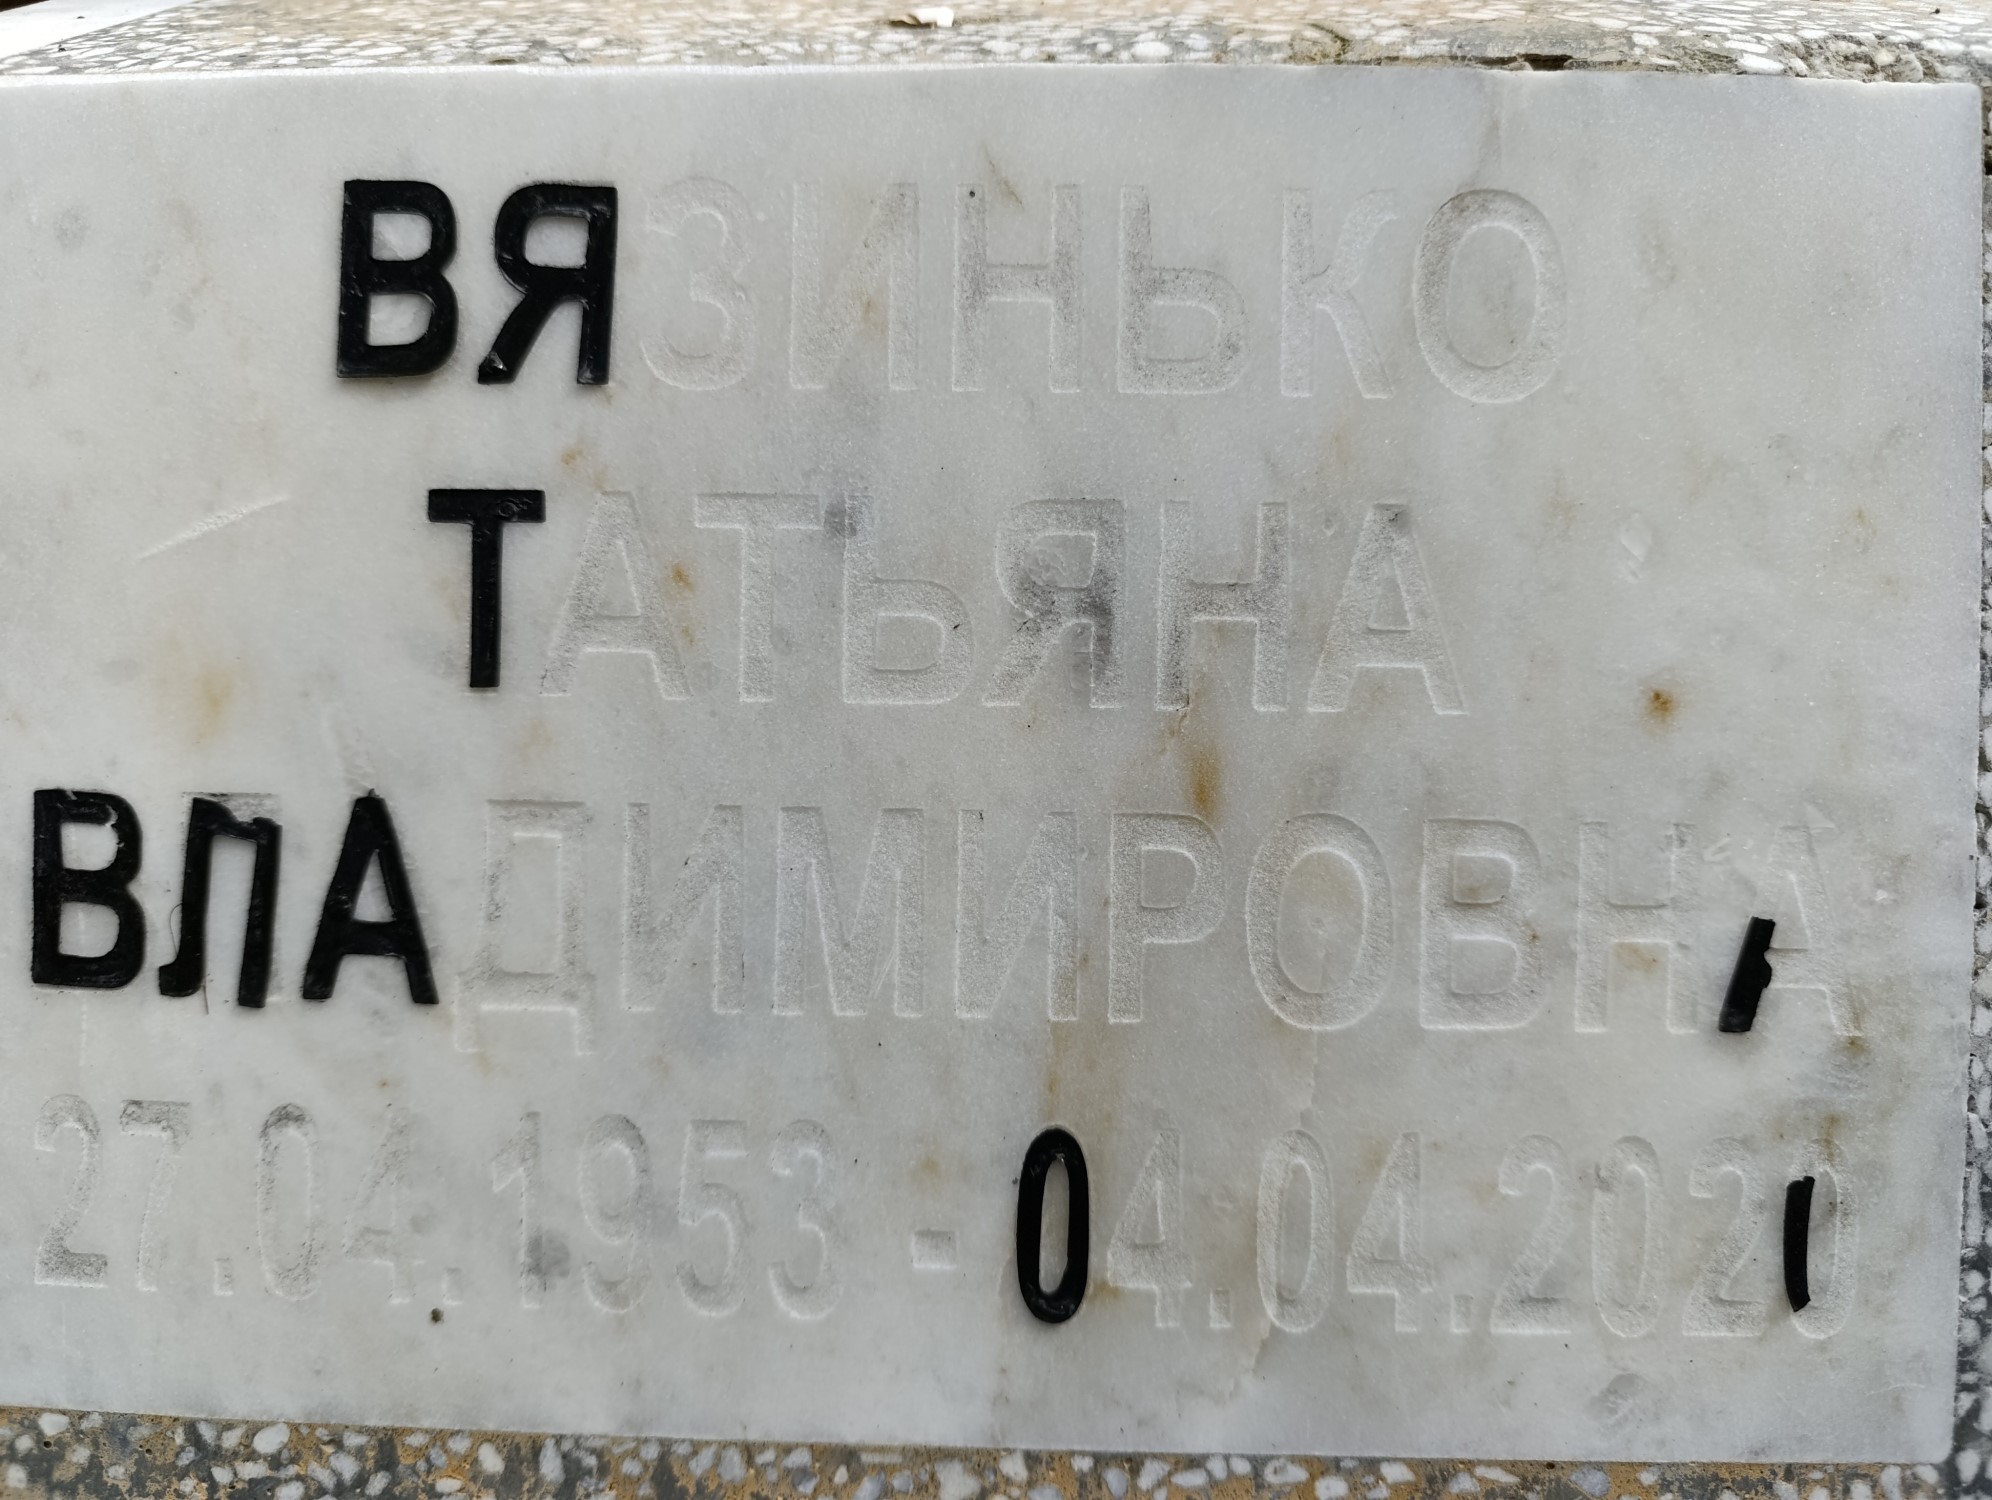 ВЯЗИНЬКО
ТАТЬЯНА
ВЛАДИМИРОВНА
27.04.1953 - 04.04.2020